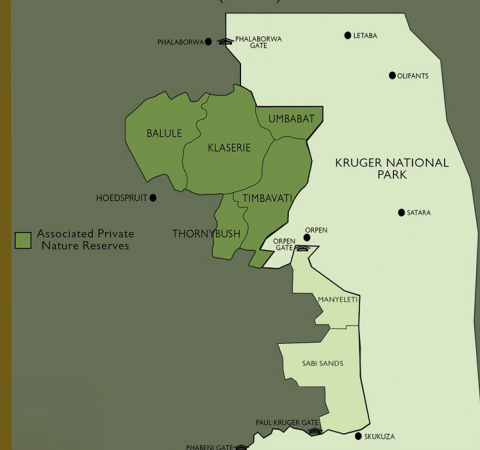 PHALABORWA
PHALABORWA
GATE
LETABA
OLIFANTS
UMBABAT
BALULE
KLASERIE
KRUGER NATIONAL
PARK
HOEDSPRUIT
TIMBAVATI
SATARA
THORNYBUSH
Associated Private
Nature Reserves
ORPEN
ORPEN
GATE
MANYELETI
SABI SANDS
PAUL KRUGER GATE
SKUKUZA
PHABENI GATE